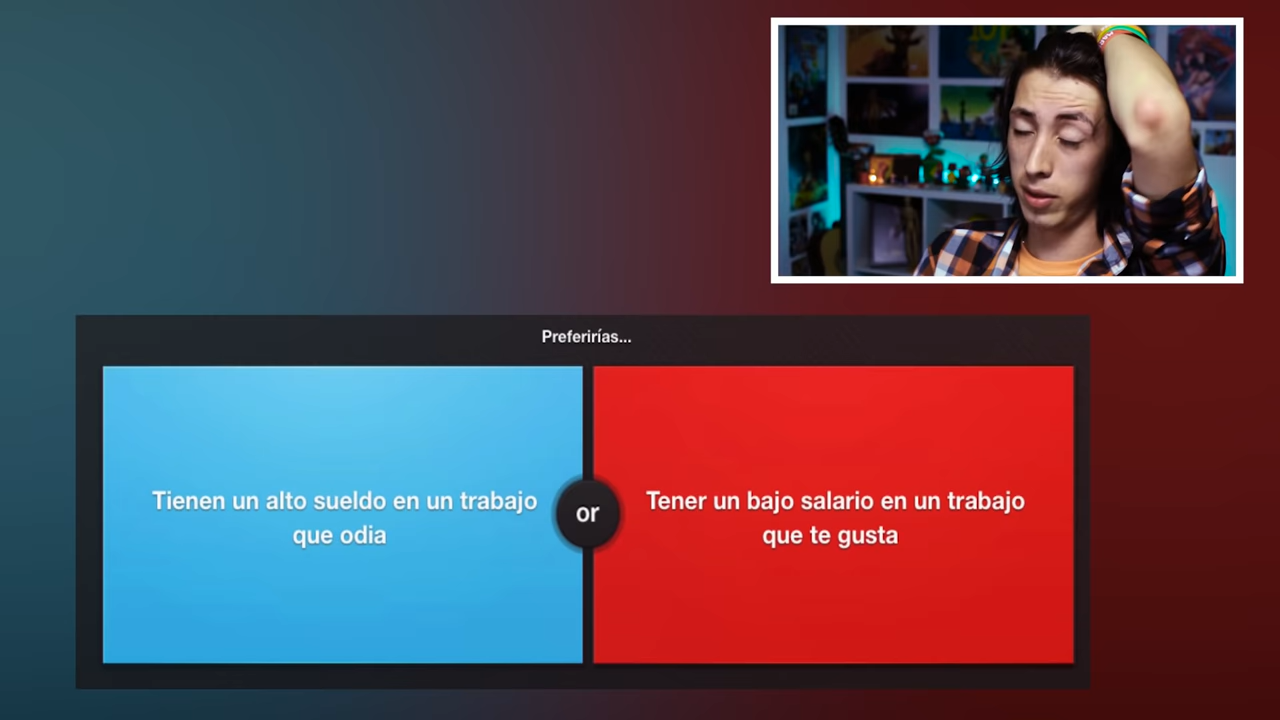 Preferirías...
Tienen un alto sueldo en un trabajo
que odia
or
Tener un bajo salario en un trabajo
que te gusta